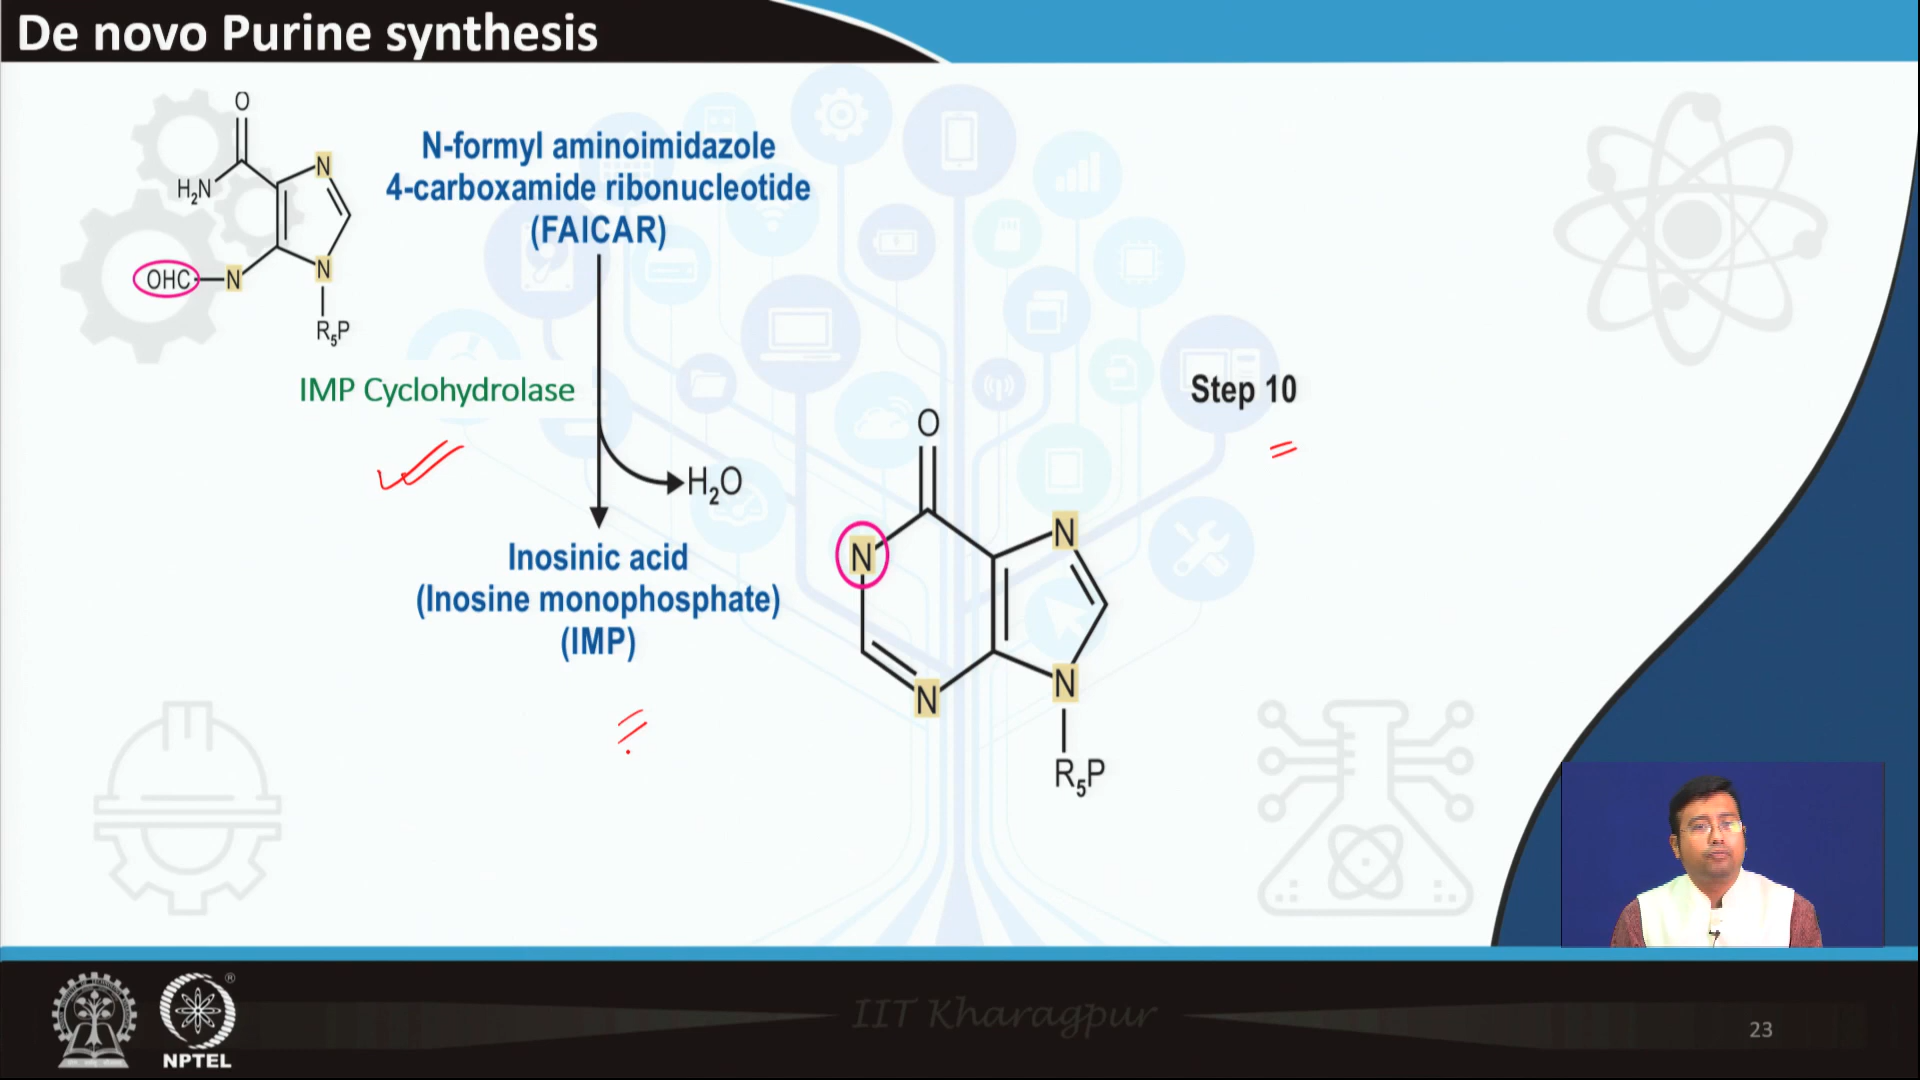 De novo Purine synthesis
O
N
H₂N
OHC
N
N
R₅P
N-formyl aminoimidazole
4-carboxamide ribonucleotide
(FAICAR)
IMP Cyclohydrolase
H₂O
Step 10
Inosinic acid
(Inosine monophosphate)
(IMP)
O
N
N
N
N
R₅P
IIT Kharagpur
23
®
NPTEL